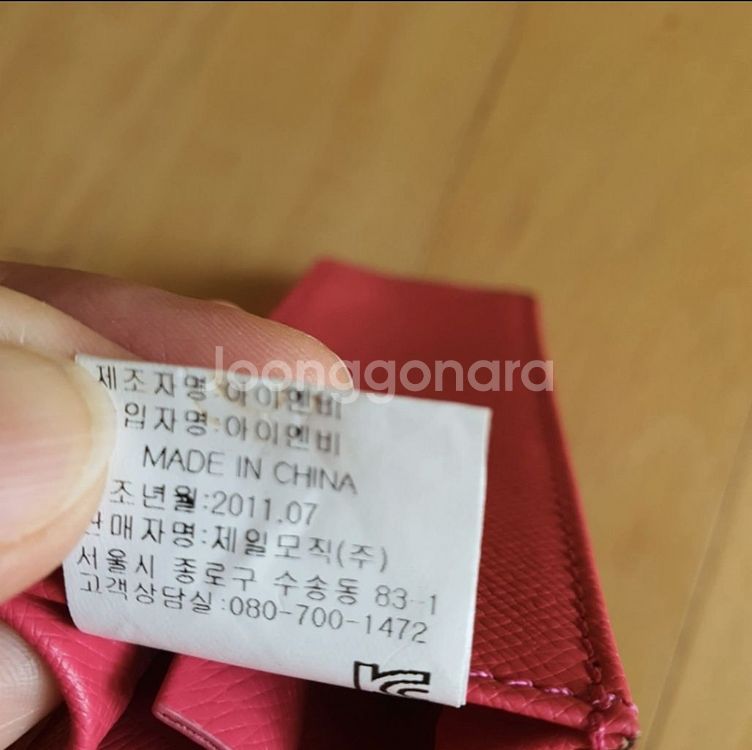 loonggonara
제조자명:아이엔비
입자명:아이엔비
MADE IN CHINA
조년월:2011.07
판매자명:제일모직(주)
서울시 종로구 수송동 83-1
고객상담실:080-700-1472